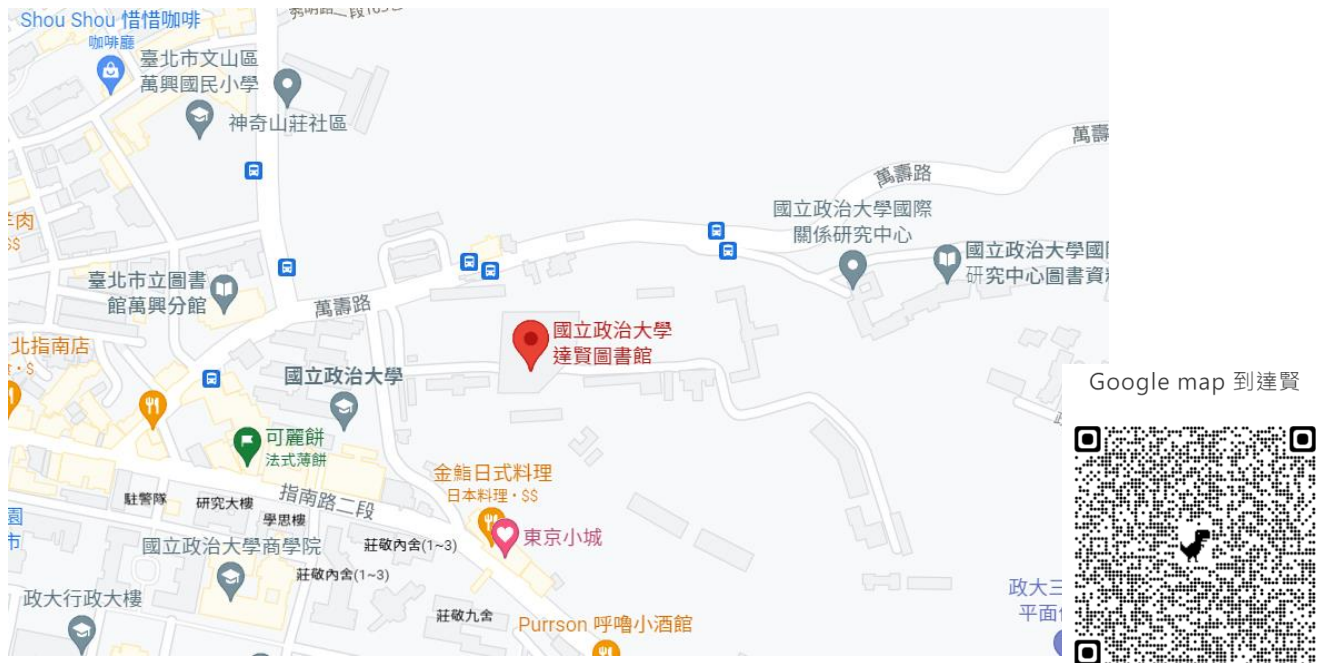 Shou Shou 惜惜咖啡
咖啡廳
秀明路二段
臺北市文山區
萬興國民小學
神奇山莊社區
萬壽
萬壽路
羊肉
$$
國立政治大學國際
關係研究中心
國立政治大學國
研究中心圖書資
臺北市立圖書
館萬興分館
萬壽路
國立政治大學
達賢圖書館
北指南店
$
國立政治大學
Google map 到達賢
可麗餅
法式薄餅
金鮨日式料理
日本料理・$$
駐警隊
研究大樓
指南路二段
學思樓
東京小城
園
市
國立政治大學商學院
莊敬內舍(1~3)
莊敬內舍(1~3)
政大行政大樓
莊敬九舍
Purrson 呼嚕小酒館
政大三
平面